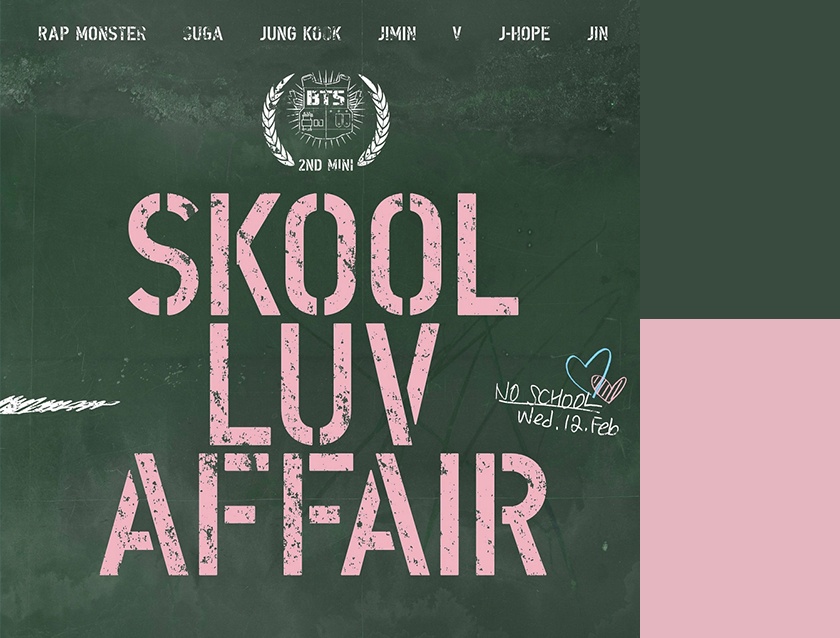 RAP MONSTER SUGA JUNG KOOK JIMIN V J-HOPE JIN
BTS
2ND MINI
SKOOL
LUV
AFFAIR
NO SCHOOL
Wed. 12. Feb